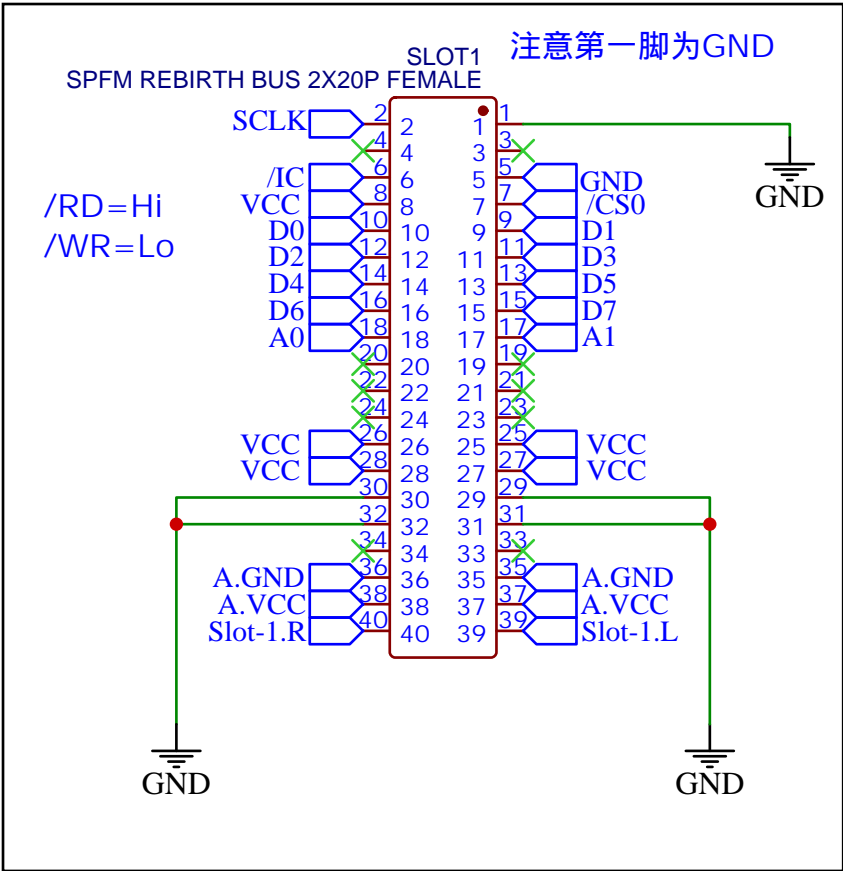 SLOT1
注意第一脚为GND
SPFM REBIRTH BUS 2X20P FEMALE
SCLK 2 2 1 1
4 4 3 3
/IC 6 6 5 5 GND
VCC 8 8 7 7 /CS0
GND
/RD=Hi
/WR=Lo
D0 10 10 9 9 D1
D2 12 12 11 11 D3
D4 14 14 13 13 D5
D6 16 16 15 15 D7
A0 18 18 17 17 A1
20 20 19 19
22 22 21 21
24 24 23 23
VCC 26 26 25 25 VCC
VCC 28 28 27 27 VCC
30 30 29 29
32 32 31 31
34 34 33 33
A.GND 36 36 35 35 A.GND
A.VCC 38 38 37 37 A.VCC
Slot-1.R 40 40 39 39 Slot-1.L
GND GND